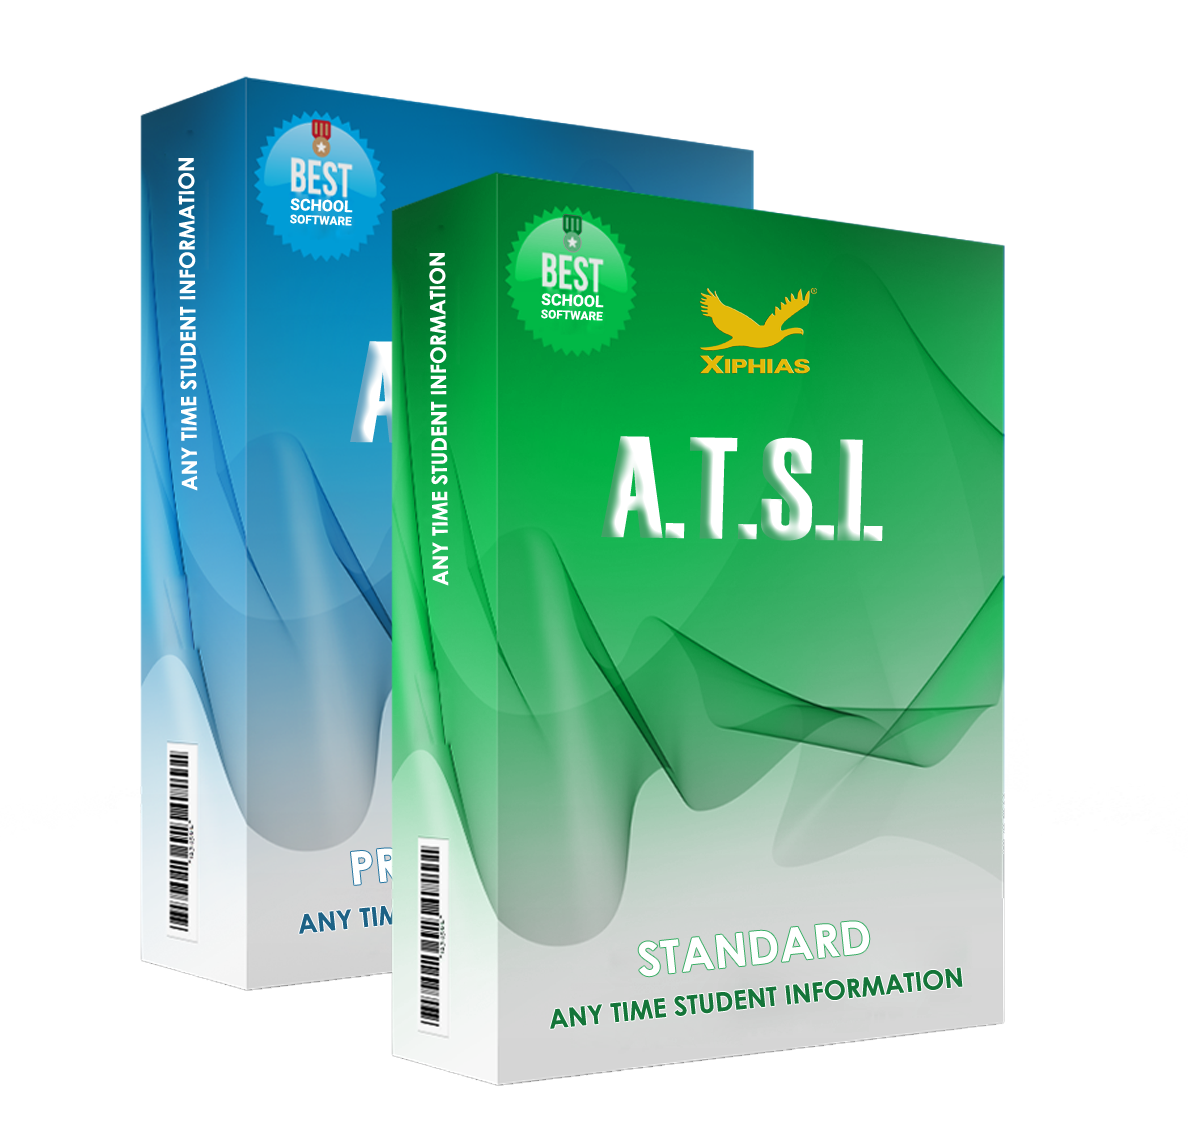 BEST
SCHOOL
SOFTWARE
ANY TIME STUDENT INFORMATION
A
PR
ANY TIM
BEST
SCHOOL
SOFTWARE
ANY TIME STUDENT INFORMATION
XIPHIAS
®
A.T.S.I.
STANDARD
ANY TIME STUDENT INFORMATION